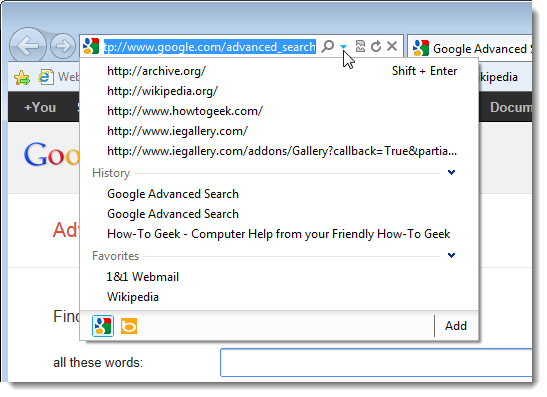 tp://www.google.com/advanced_search
Google Advanced S
Web
kipedia
http://archive.org/ Shift + Enter
http://wikipedia.org/
http://www.howtogeek.com/
http://www.iegallery.com/
http://www.iegallery.com/addons/Gallery?callback=True&partia...
+You
Docum
Goo
History
Google Advanced Search
Google Advanced Search
How-To Geek - Computer Help from your Friendly How-To Geek
Adv
Favorites
1&1 Webmail
Wikipedia
Find
Add
all these words: